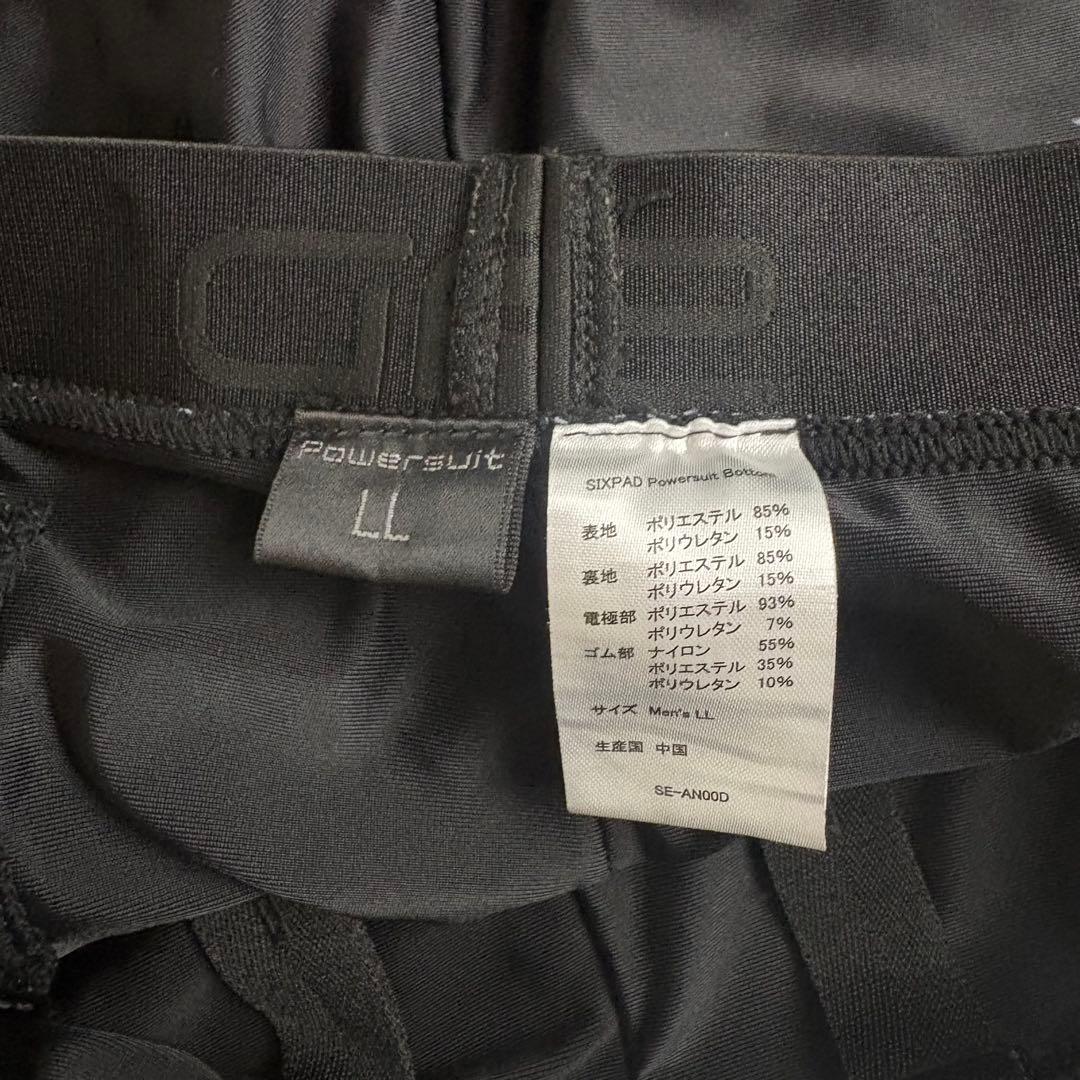 Powersuit
LL
SIXPAD Powersuit Bottom
表地 ポリエステル 85%
ポリウレタン 15%
裏地 ポリエステル 85%
ポリウレタン 15%
電極部 ポリエステル 93%
ポリウレタン 7%
ゴム部 ナイロン 55%
ポリエステル 35%
ポリウレタン 10%
サイズ Men's LL
生産国 中国
SE-AN00D